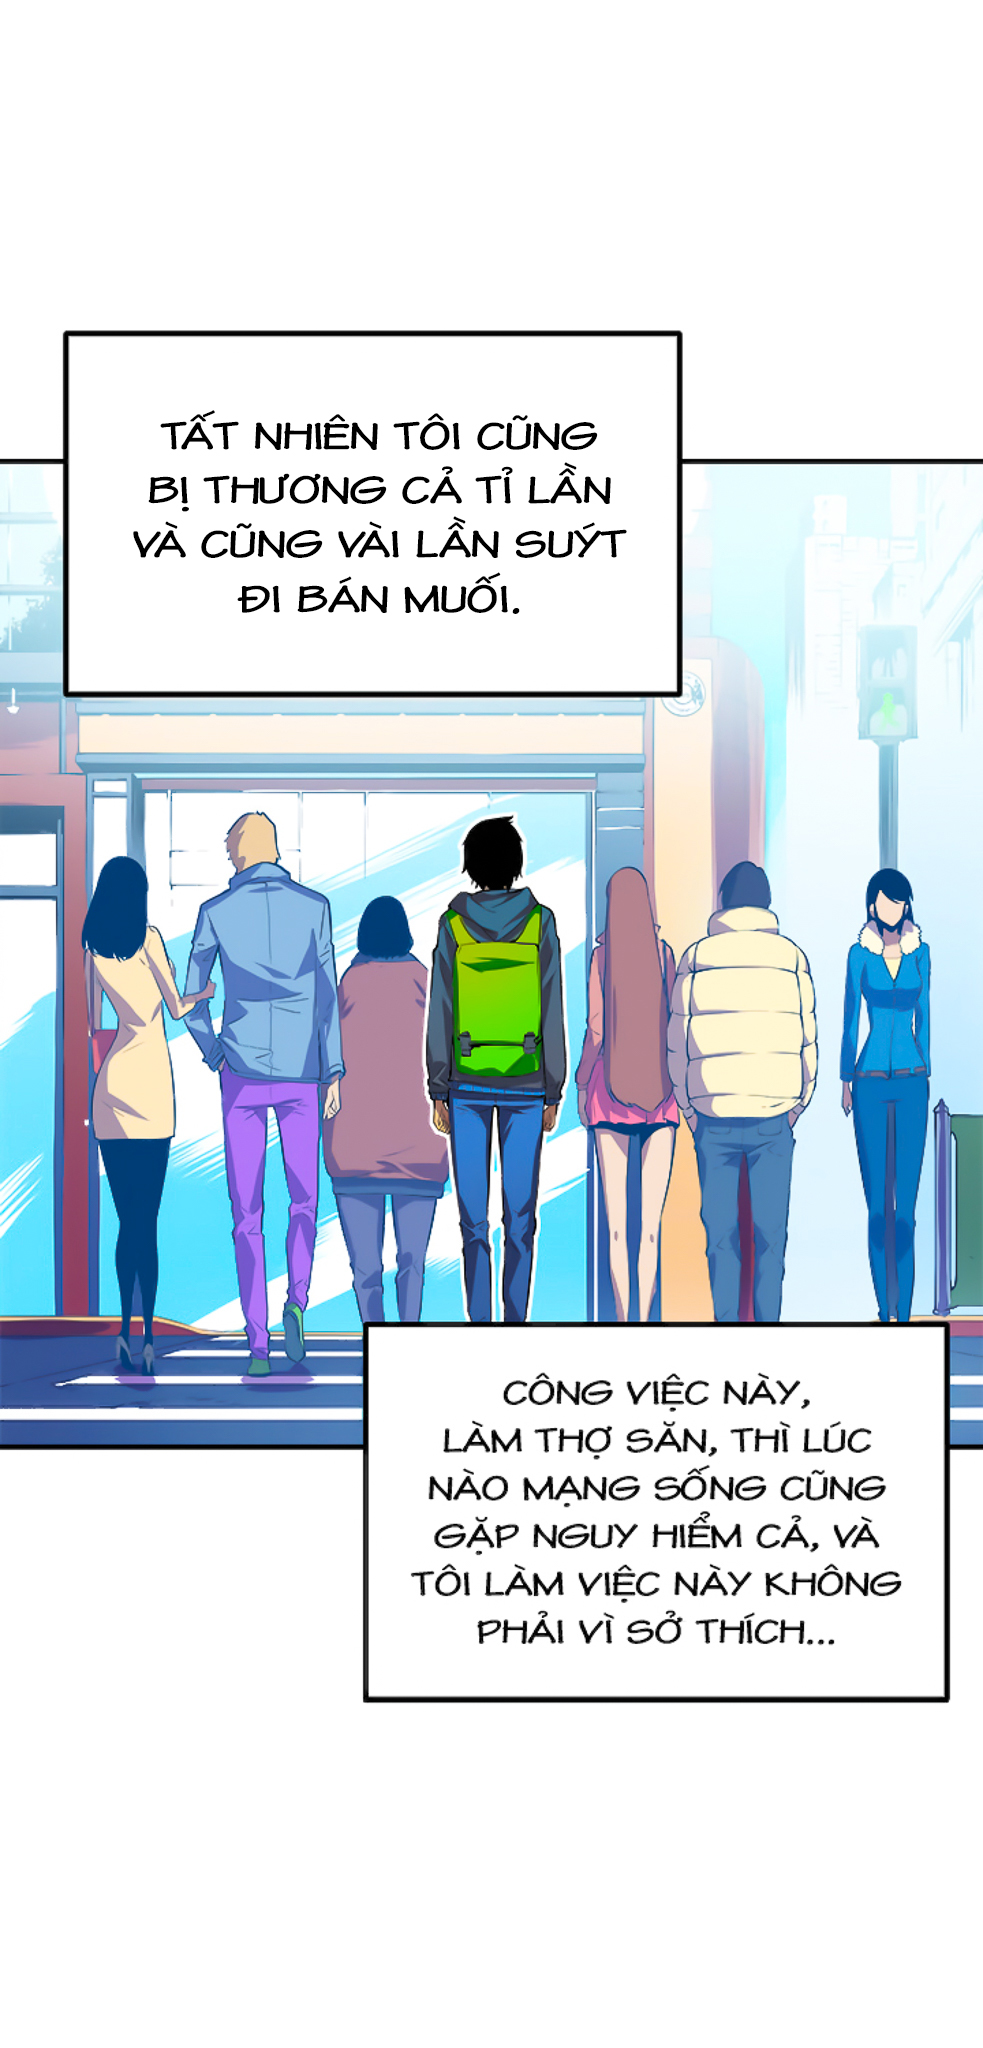 TẤT NHIÊN TÔI CŨNG
BỊ THƯƠNG CẢ TỈ LẦN
VÀ CŨNG VÀI LẦN SUÝT
ĐI BÁN MUỐI.
CÔNG VIỆC NÀY,
LÀM THỢ SĂN, THÌ LÚC
NÀO MẠNG SỐNG CŨNG
GẶP NGUY HIỂM CẢ, VÀ
TÔI LÀM VIỆC NÀY KHÔNG
PHẢI VÌ SỞ THÍCH...